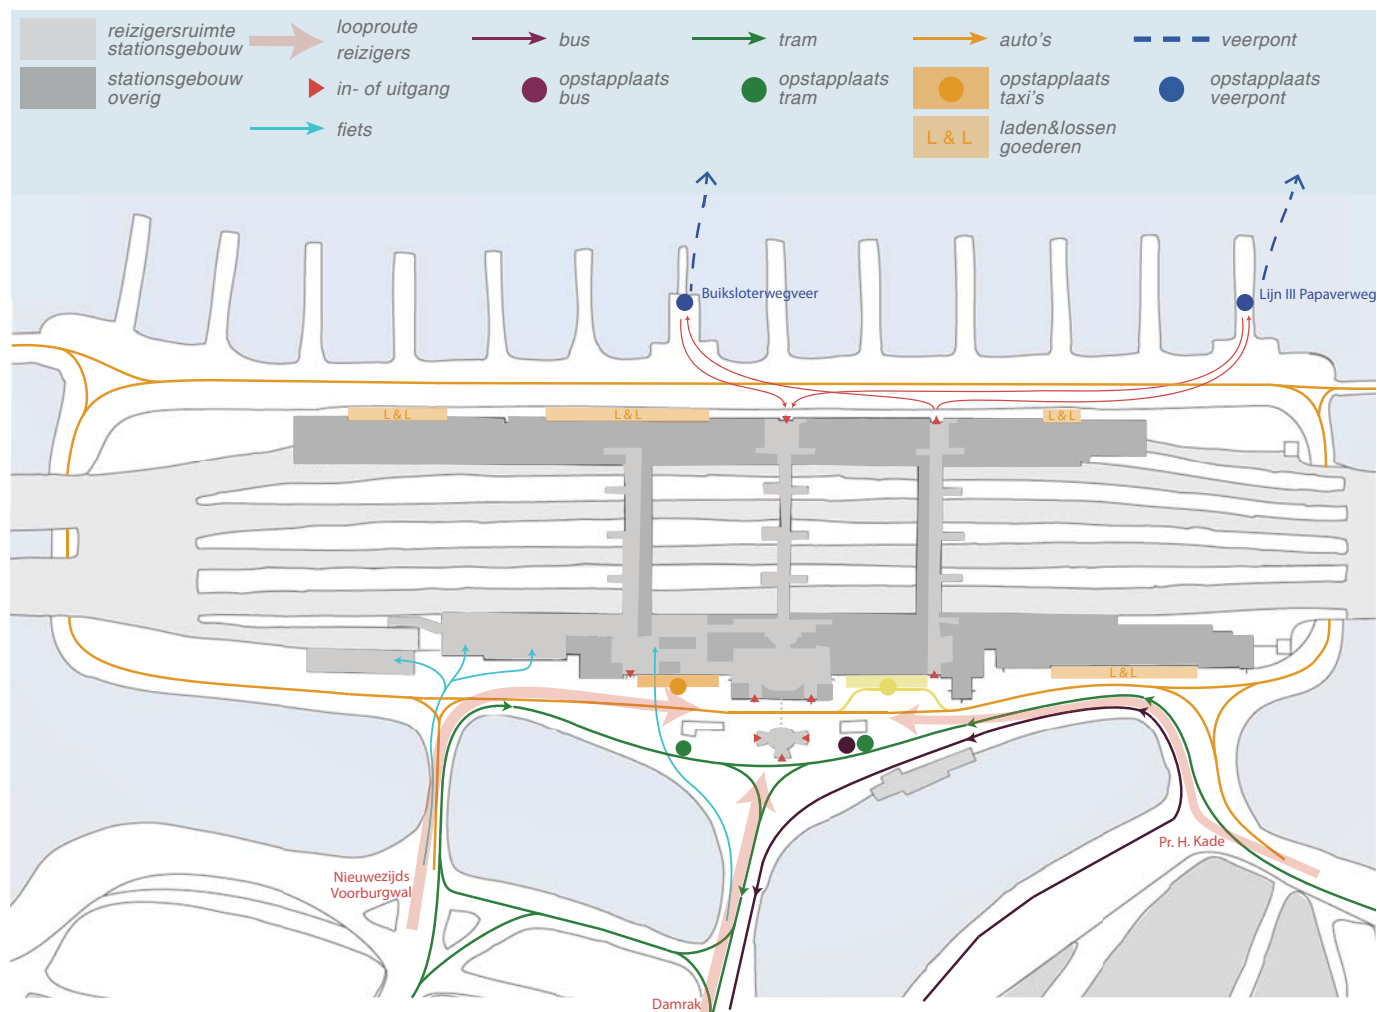 reizigersruimte
stationsgebouw
looproute
reizigers
bus
tram
auto's
veerpont
stationsgebouw
overig
in- of uitgang
opstapplaats
bus
opstapplaats
tram
opstapplaats
taxi's
opstapplaats
veerpont
fiets
L & L
laden&lossen
goederen
Buiksloterwegveer
Lijn III Papaverweg
L & L
L & L
L & L
L & L
Pr. H. Kade
Nieuwezijds
Voorburgwal
Damrak